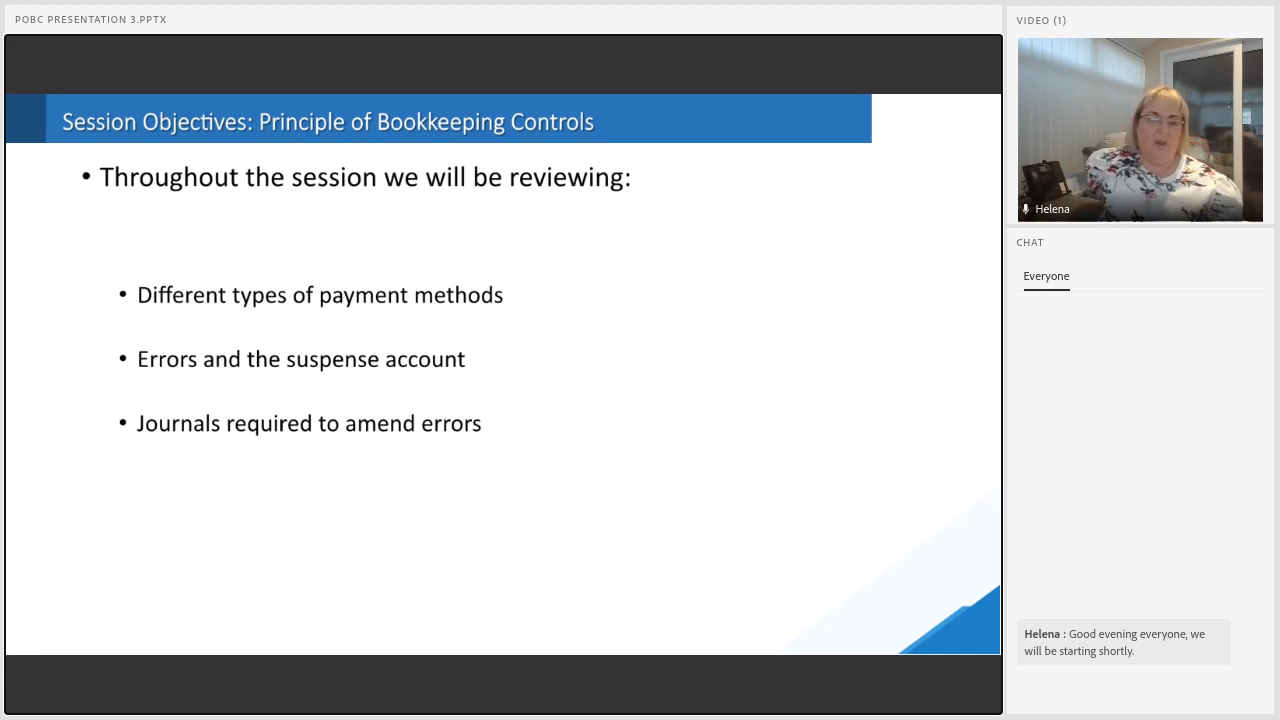 POBC PRESENTATION 3.PPTX
Session Objectives: Principle of Bookkeeping Controls
• Throughout the session we will be reviewing:
• Different types of payment methods
• Errors and the suspense account
• Journals required to amend errors
VIDEO (1)
Helena
CHAT
Everyone
Helena : Good evening everyone, we
will be starting shortly.